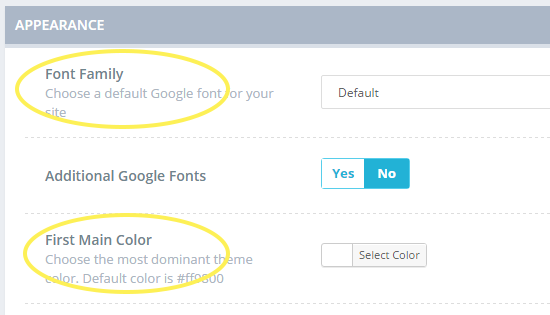 APPEARANCE
Font Family
Choose a default Google font for your
site
Default
Additional Google Fonts
Yes No
First Main Color
Choose the most dominant theme
color. Default color is #ff9800
Select Color